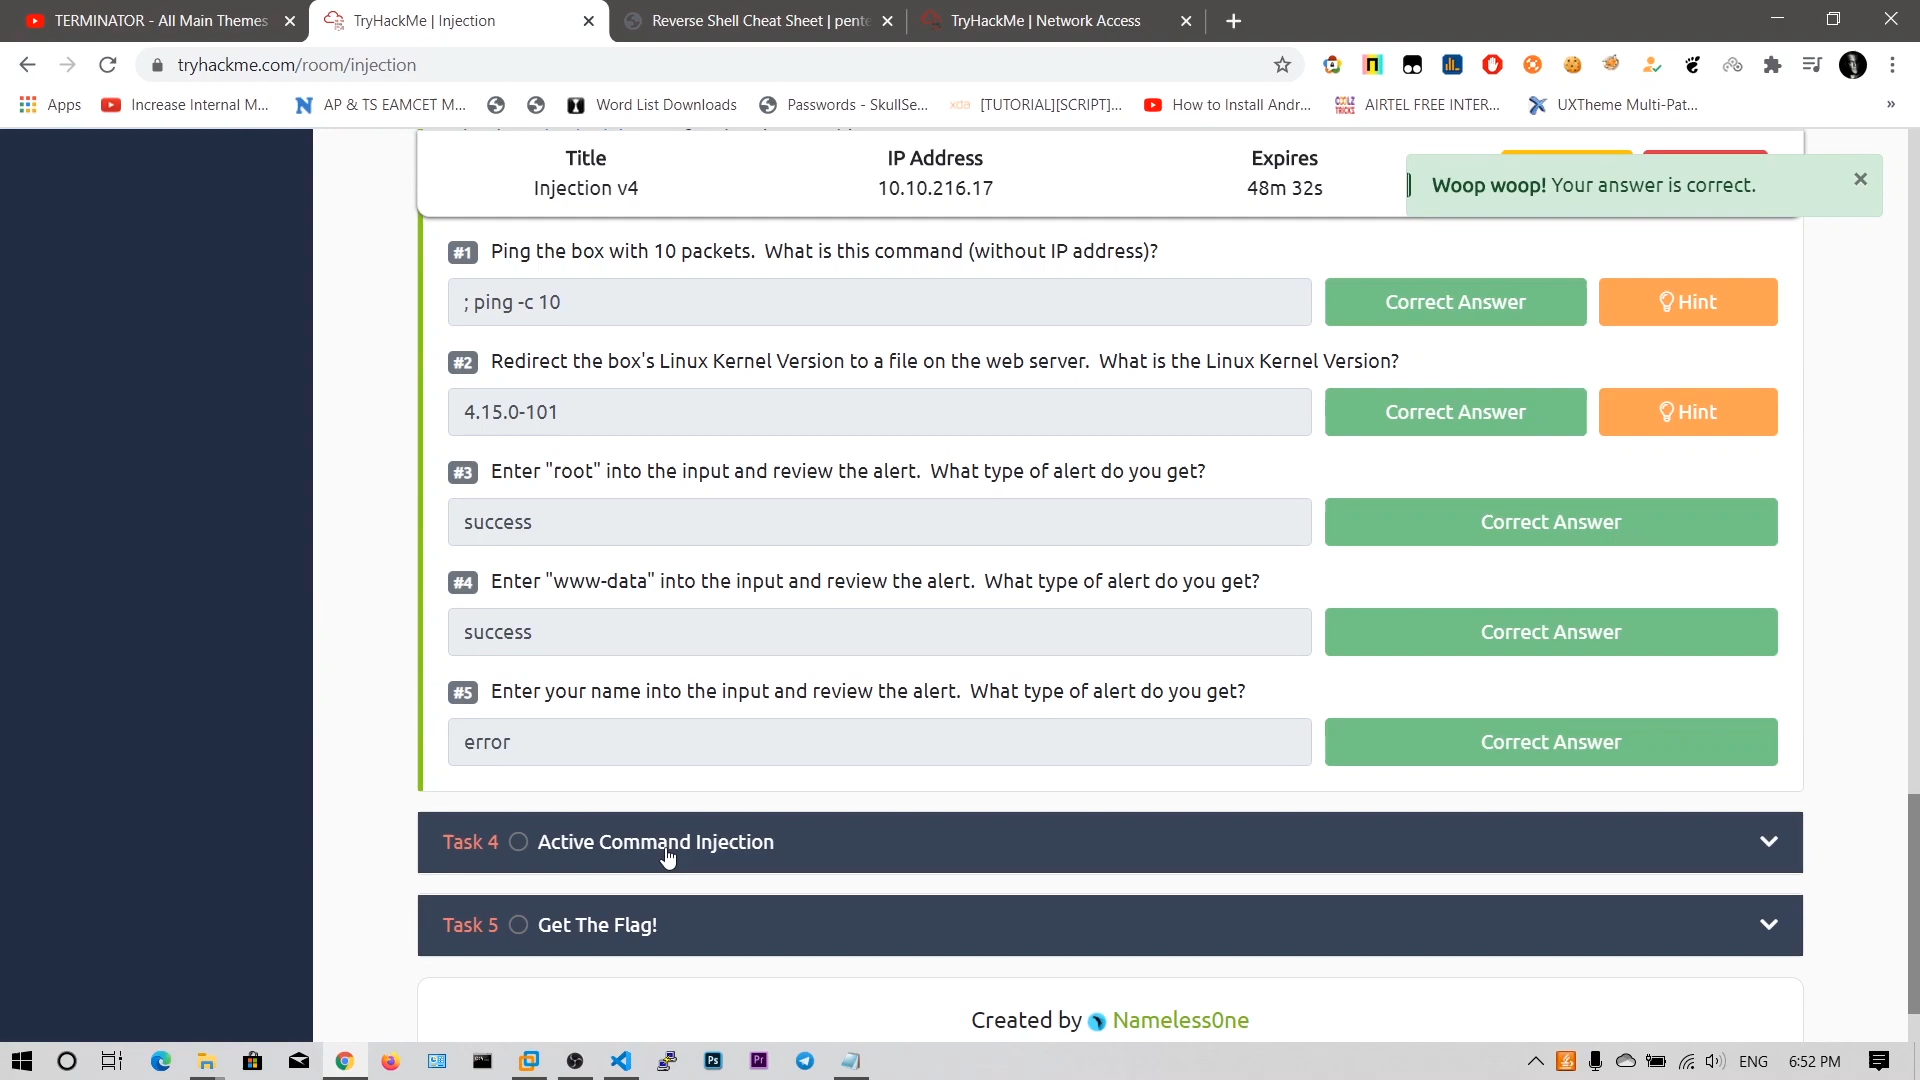 TERMINATOR - All Main Themes
TryHackMe | Injection
Reverse Shell Cheat Sheet | pente
TryHackMe | Network Access
tryhackme.com/room/injection
Apps
Increase Internal M...
AP & TS EAMCET M...
Word List Downloads
Passwords - SkullSe...
xda
[TUTORIAL][SCRIPT]...
How to Install Andr...
AIRTEL FREE INTER...
UXTheme Multi-Pat...
»
Title
Injection v4
IP Address
10.10.216.17
Expires
48m 32s
Woop woop! Your answer is correct.
#1 Ping the box with 10 packets. What is this command (without IP address)?
; ping -c 10
Correct Answer
Hint
#2 Redirect the box's Linux Kernel Version to a file on the web server. What is the Linux Kernel Version?
4.15.0-101
Correct Answer
Hint
#3 Enter "root" into the input and review the alert. What type of alert do you get?
success
Correct Answer
#4 Enter "www-data" into the input and review the alert. What type of alert do you get?
success
Correct Answer
#5 Enter your name into the input and review the alert. What type of alert do you get?
error
Correct Answer
Task 4 Active Command Injection
Task 5 Get The Flag!
Created by Nameless0ne
Ps
Pr
ENG
6:52 PM